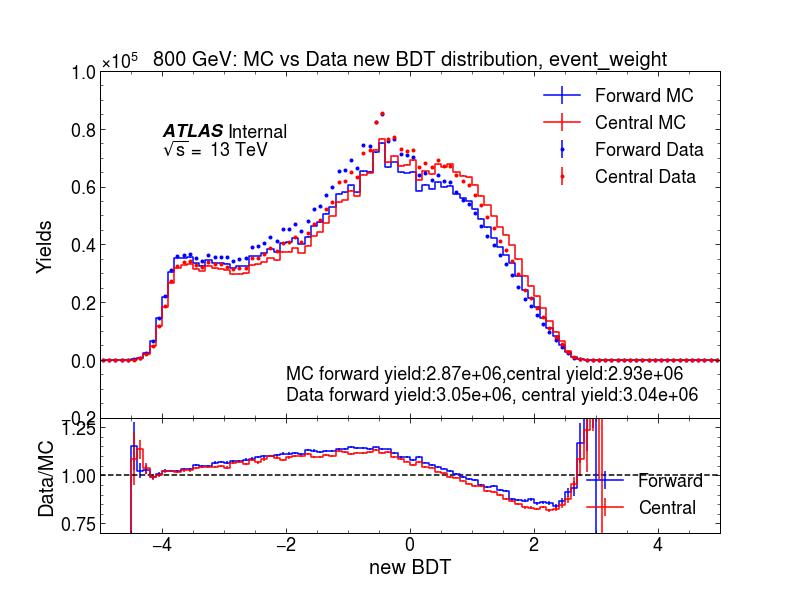 ×10⁵ 800 GeV: MC vs Data new BDT distribution, event_weight
1.0
0.8
0.6
0.4
0.2
0.0
0.2
Yields
ATLAS Internal
√s = 13 TeV
Forward MC
Central MC
Forward Data
Central Data
MC forward yield:2.87e+06,central yield:2.93e+06
Data forward yield:3.05e+06, central yield:3.04e+06
1.25
1.00
0.75
Data/MC
Forward
Central
−4 −2 0 2 4
new BDT